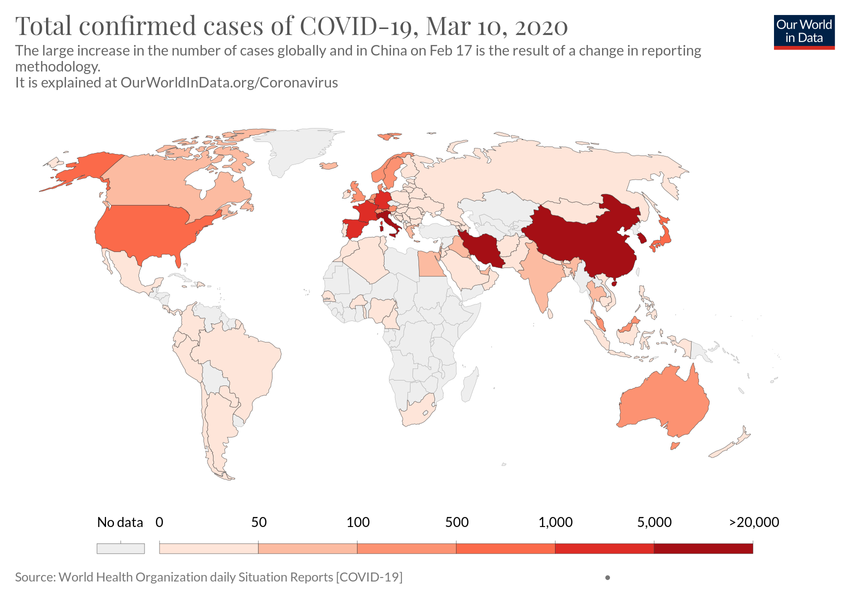 Total confirmed cases of COVID-19, Mar 10, 2020
Our World
in Data
The large increase in the number of cases globally and in China on Feb 17 is the result of a change in reporting
methodology.
It is explained at OurWorldInData.org/Coronavirus
No data 0 50 100 500 1,000 5,000 >20,000
Source: World Health Organization daily Situation Reports [COVID-19] •